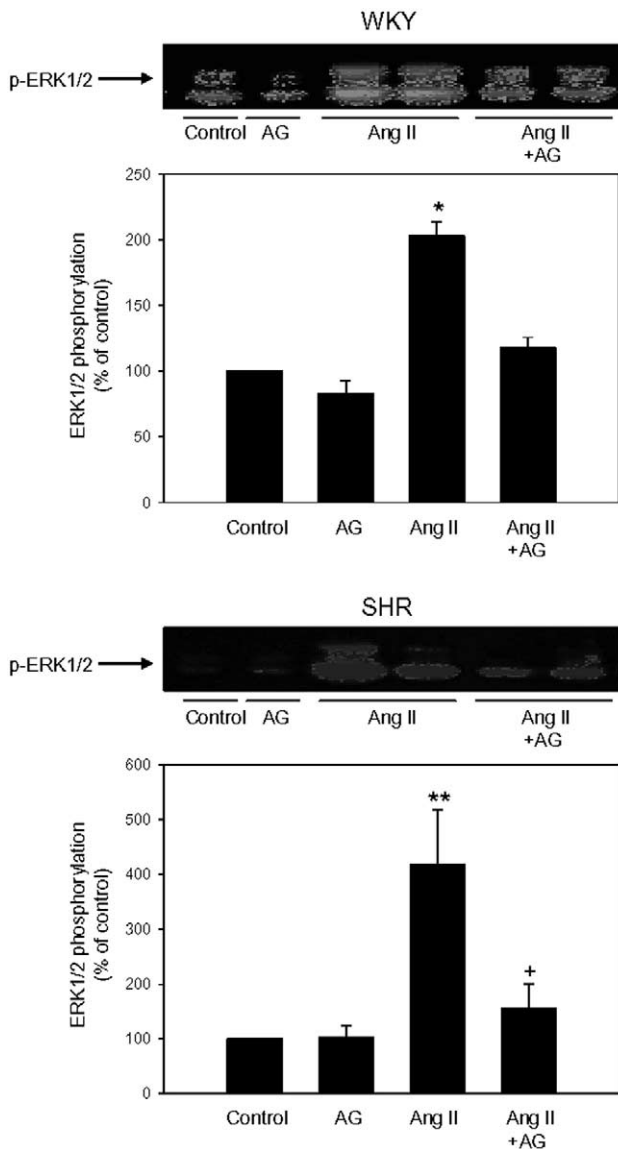 WKY
p-ERK1/2
Control AG Ang II Ang II
+AG
250
200
150
100
50
0
ERK1/2 phosphorylation
(% of control)
*
Control AG Ang II Ang II
+AG
SHR
p-ERK1/2
Control AG Ang II Ang II
+AG
600
500
400
300
200
100
0
ERK1/2 phosphorylation
(% of control)
**
+
Control AG Ang II Ang II
+AG